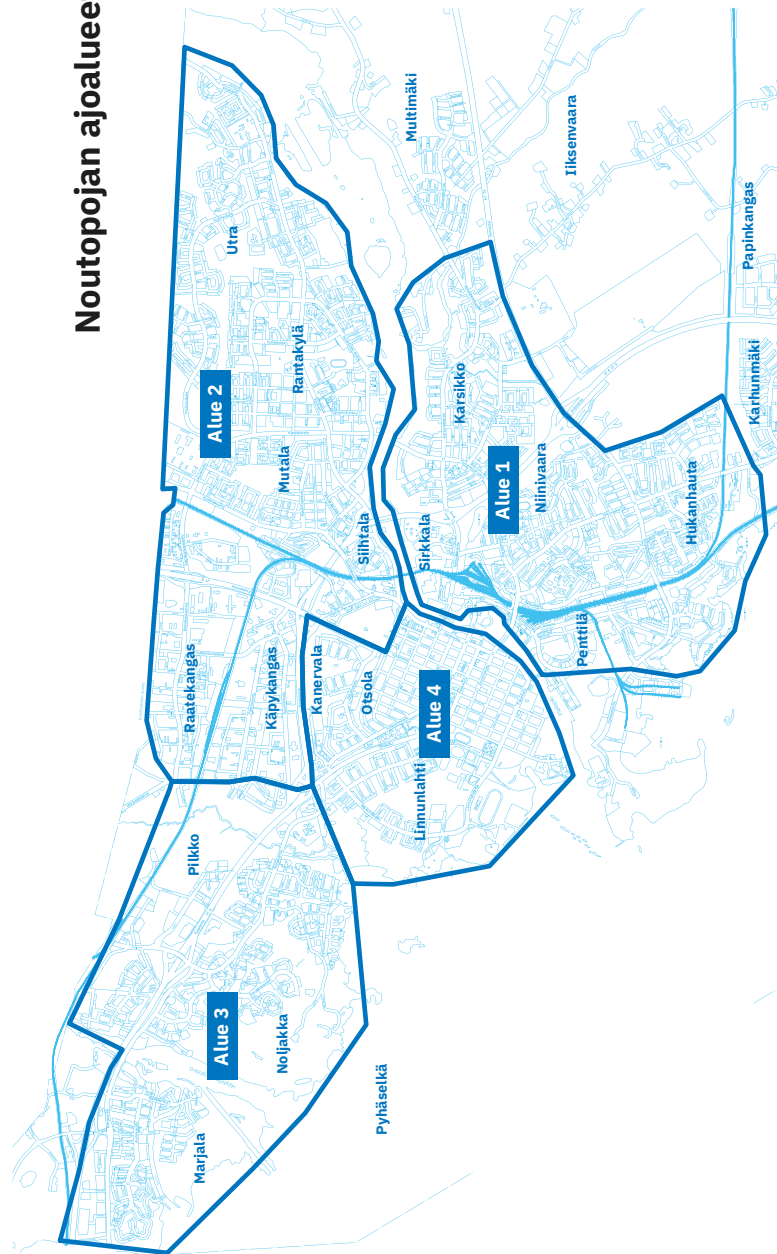 Noutopojan ajoaluee
Raatekangas
Pilkko
Marjala
Alue 2
Alue 3
Utra
Käpykangas
Noljakka
Mutala
Rantakylä
Kanervala
Siihtala
Otsola
Pyhäselkä
Multimäki
Linnunlahti
Sirkkala
Alue 4
Karsikko
Alue 1
Niinivaara
Iiksenvaara
Penttilä
Hukanhauta
Papinkangas
Karhunmäki